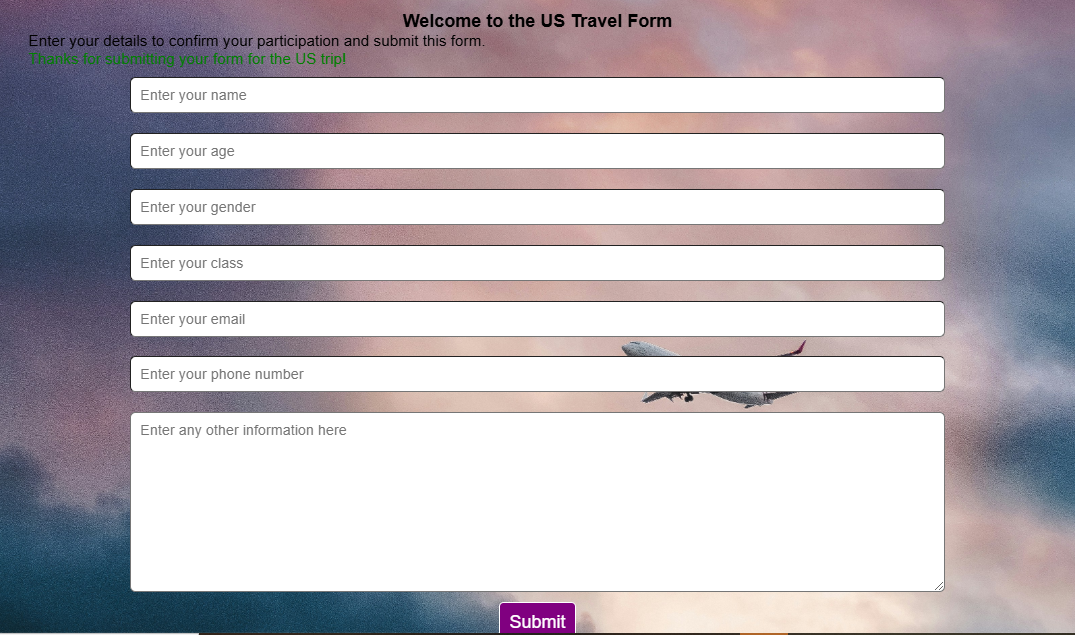 Welcome to the US Travel Form
Enter your details to confirm your participation and submit this form.
Thanks for submitting your form for the US trip!
Enter your name
Enter your age
Enter your gender
Enter your class
Enter your email
Enter your phone number
Enter any other information here
Submit